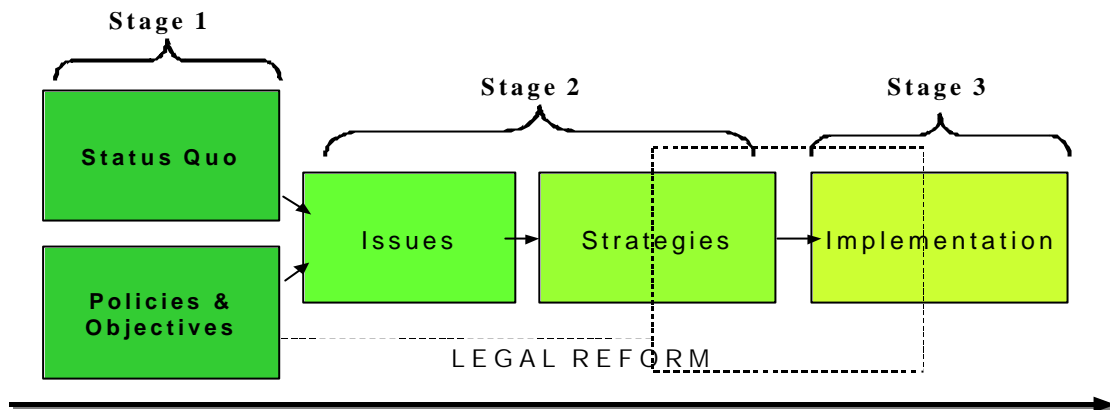 Stage 1
Stage 2
Stage 3
Status Quo
Issues
Strategies
Implementation
Policies &
Objectives
LEGAL REFORM